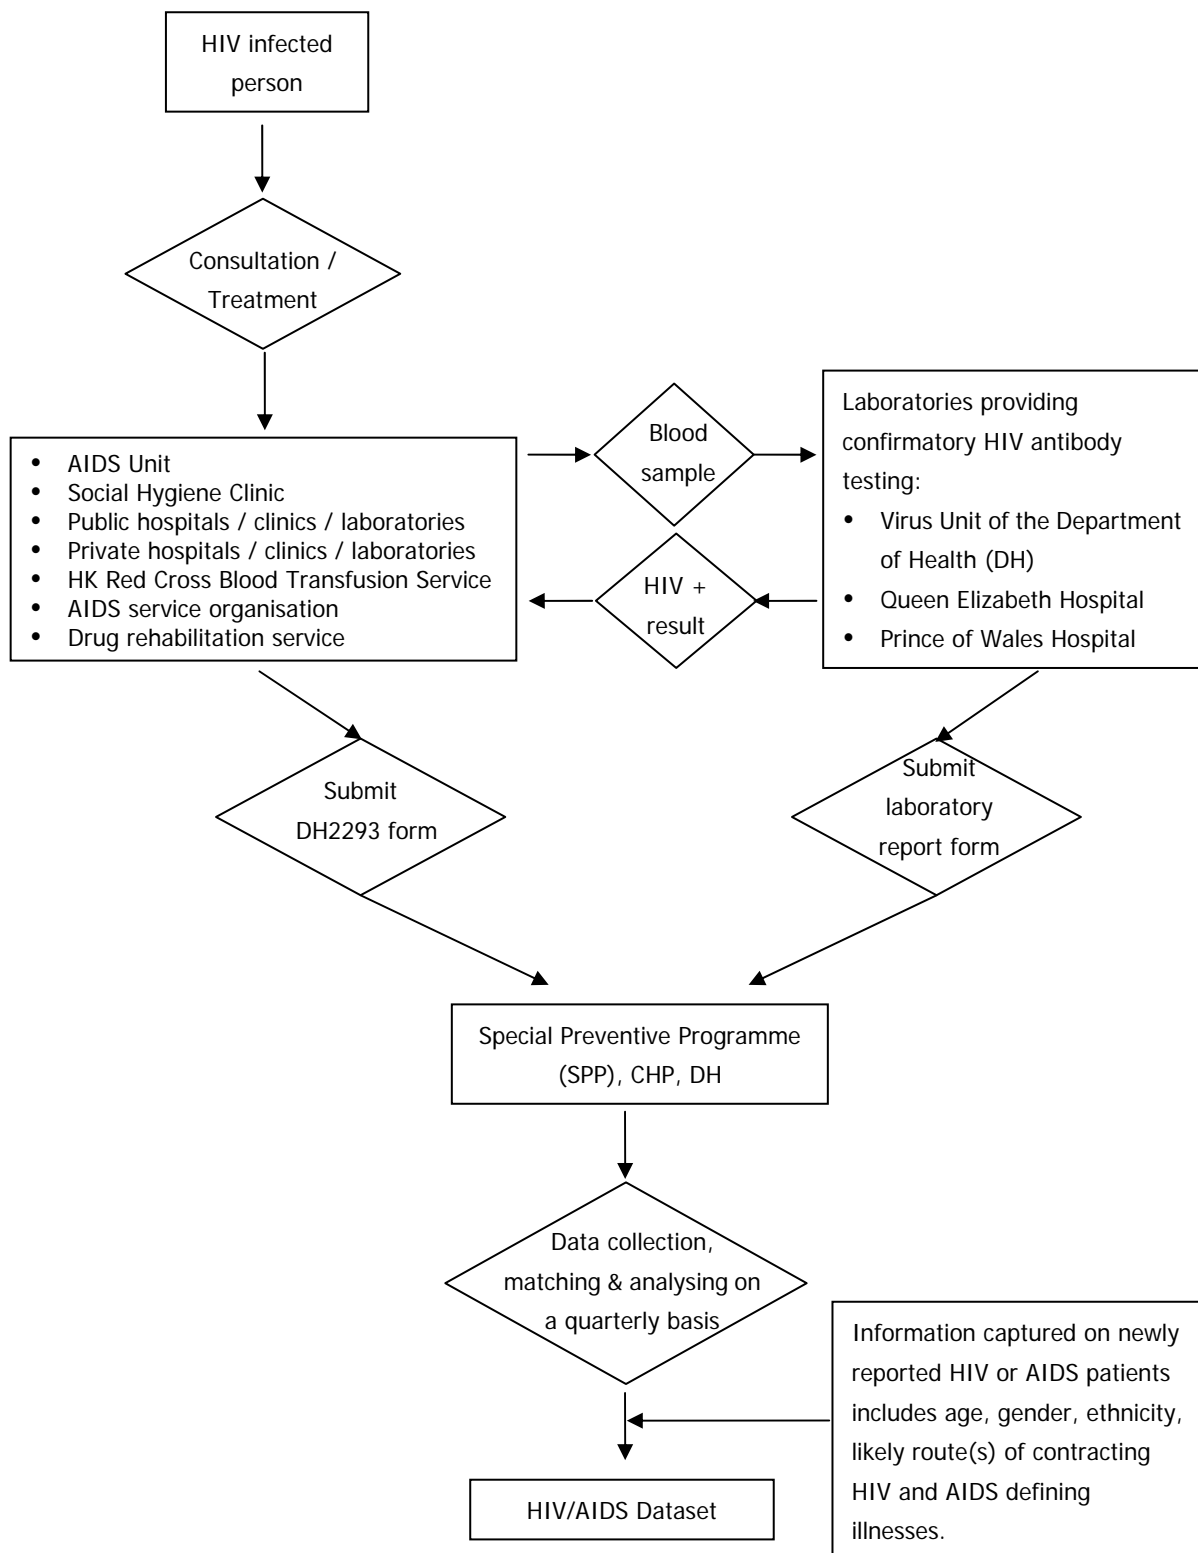 HIV infected
person
Consultation /
Treatment
• AIDS Unit
• Social Hygiene Clinic
• Public hospitals / clinics / laboratories
• Private hospitals / clinics / laboratories
• HK Red Cross Blood Transfusion Service
• AIDS service organisation
• Drug rehabilitation service
Blood
sample
HIV +
result
Laboratories providing
confirmatory HIV antibody
testing:
• Virus Unit of the Department
of Health (DH)
• Queen Elizabeth Hospital
• Prince of Wales Hospital
Submit
DH2293 form
Submit
laboratory
report form
Special Preventive Programme
(SPP), CHP, DH
Data collection,
matching & analysing on
a quarterly basis
Information captured on newly
reported HIV or AIDS patients
includes age, gender, ethnicity,
likely route(s) of contracting
HIV and AIDS defining
illnesses.
HIV/AIDS Dataset